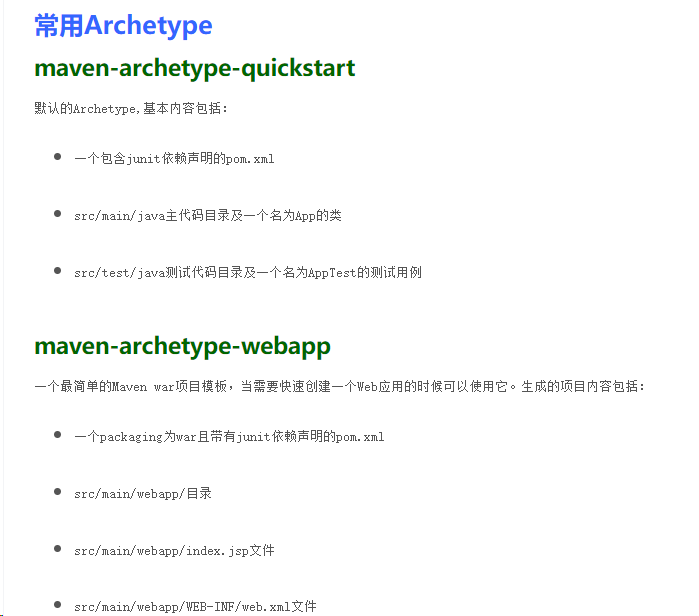 常用Archetype
maven-archetype-quickstart
默认的Archetype,基本内容包括：
一个包含junit依赖声明的pom.xml
src/main/java主代码目录及一个名为App的类
src/test/java测试代码目录及一个名为AppTest的测试用例
maven-archetype-webapp
一个最简单的Maven war项目模板，当需要快速创建一个Web应用的时候可以使用它。生成的项目内容包括：
一个packaging为war且带有junit依赖声明的pom.xml
src/main/webapp/目录
src/main/webapp/index.jsp文件
src/main/webapp/WEB-INF/web.xml文件